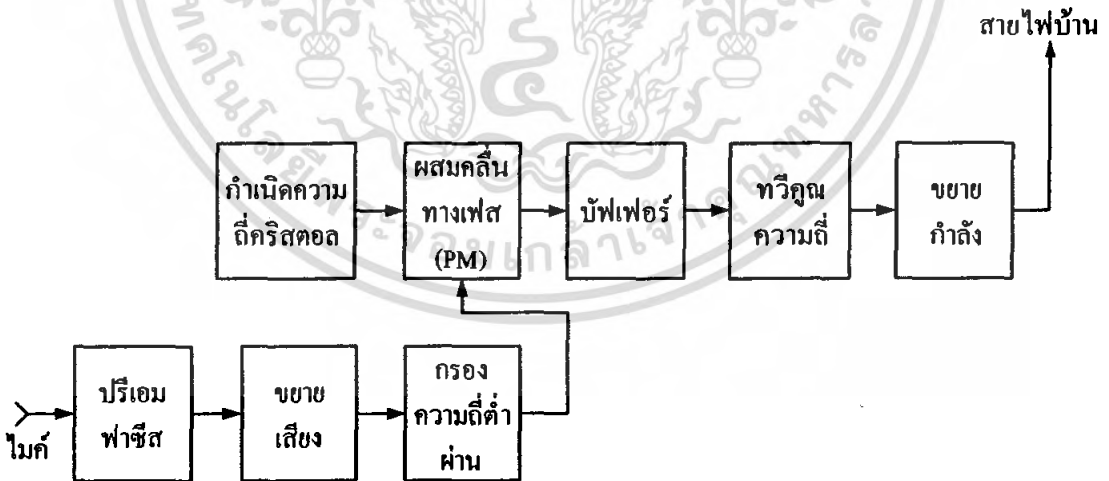 สายไฟบ้าน
กำเนิดความ
ถี่คริสตอล
ผสมคลื่น
ทางเฟส
(PM)
บัฟเฟอร์
ทวีคูณ
ความถี่
ขยาย
กำลัง
ไมค์
ปรีเอม
ฟาซีส
ขยาย
เสียง
กรอง
ความถี่ต่ำ
ผ่าน